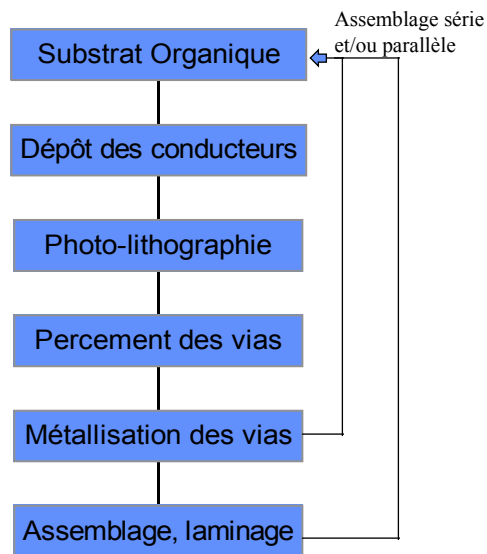 Assemblage série
et/ou parallèle
Substrat Organique
Dépôt des conducteurs
Photo-lithographie
Percement des vias
Métallisation des vias
Assemblage, laminage